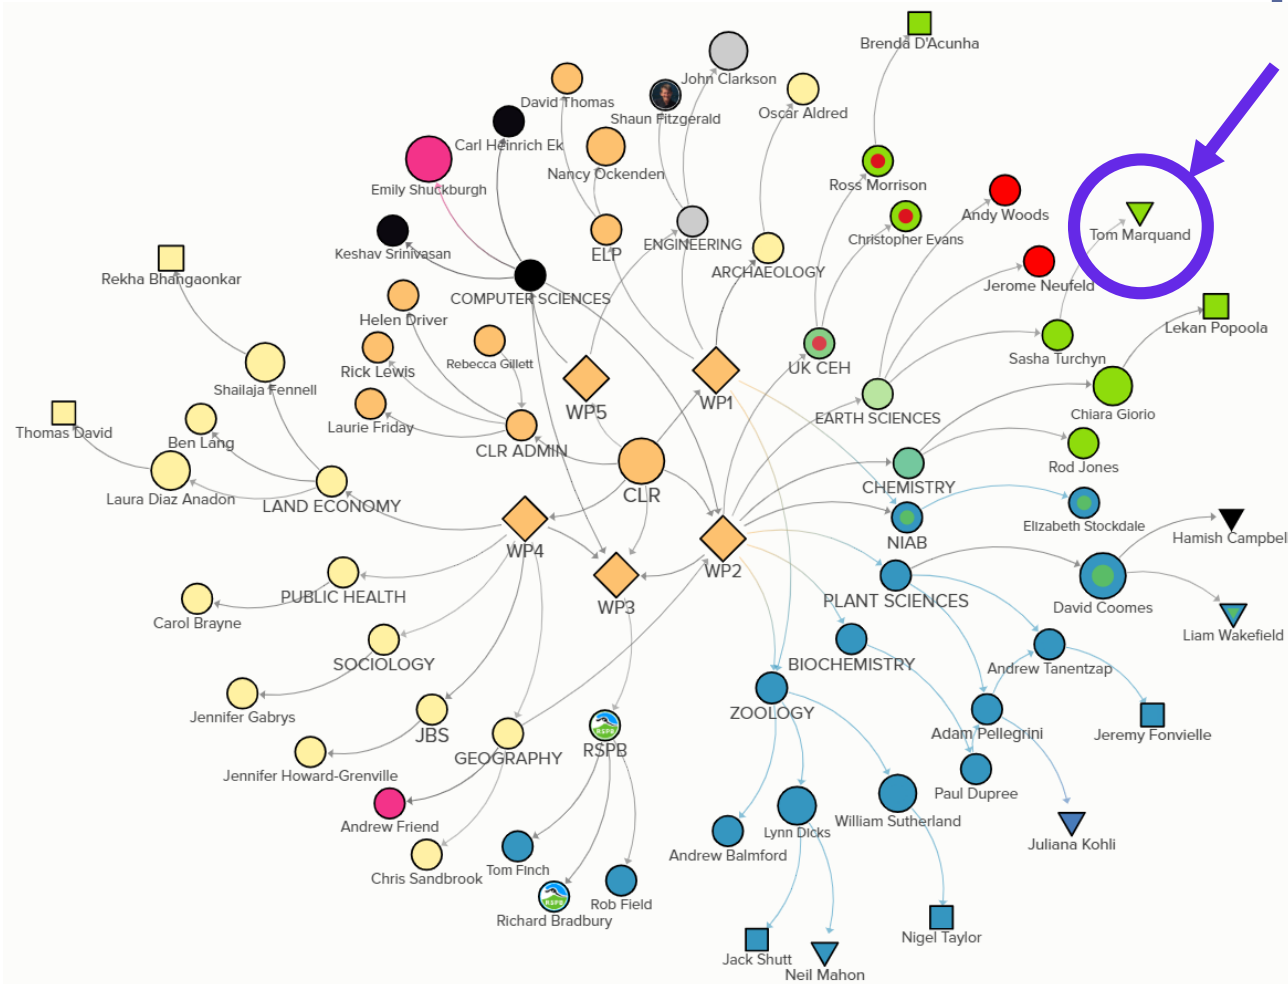 Brenda D'Acunha
John Clarkson
David Thomas
Shaun Fitzgerald
Oscar Aldred
Carl Heinrich Ek
Nancy Ockenden
Emily Shuckburgh
Ross Morrison
Andy Woods
Tom Marquand
Christopher Evans
Keshav Srinivasan
ELP
ENGINEERING
ARCHAEOLOGY
Rekha Bhangaonkar
Jerome Neufeld
COMPUTER SCIENCES
Helen Driver
Lekan Popoola
Rebecca Gillett
Rick Lewis
UK CEH
Sasha Turchyn
Shailaja Fennell
WP5
WP1
EARTH SCIENCES
Chiara Giorio
Laurie Friday
Thomas David
Ben Lang
CLR ADMIN
Rod Jones
CHEMISTRY
CLR
Laura Diaz Anadon
LAND ECONOMY
Elizabeth Stockdale
Hamish Campbel
NIAB
WP4
WP2
PUBLIC HEALTH
WP3
PLANT SCIENCES
David Coomes
Carol Brayne
Liam Wakefield
SOCIOLOGY
BIOCHEMISTRY
Andrew Tanentzap
Jennifer Gabrys
ZOOLOGY
JBS
Adam Pellegrini
Jeremy Fonvielle
RSPB
GEOGRAPHY
RSPB
Jennifer Howard-Grenville
Paul Dupree
Andrew Friend
Lynn Dicks
William Sutherland
Juliana Kohli
Andrew Balmford
Chris Sandbrook
Tom Finch
RSPB
Rob Field
Richard Bradbury
Nigel Taylor
Jack Shutt
Neil Mahon